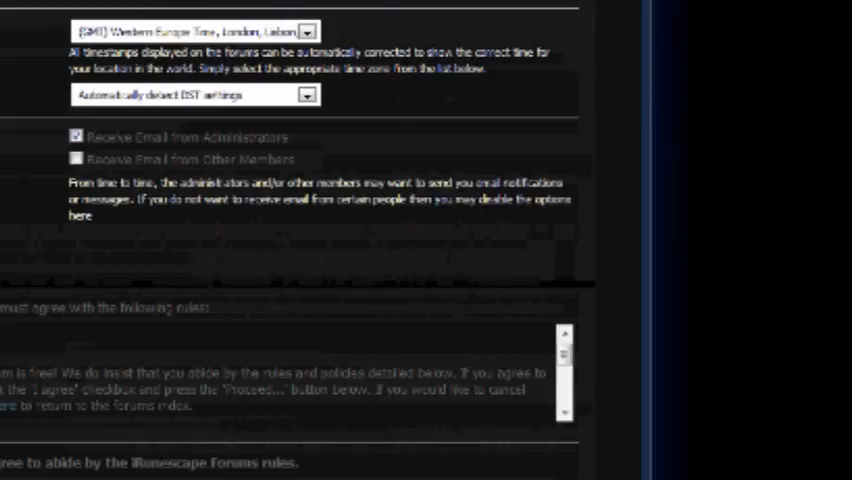 (GMT) Western Europe Time, London, Lisbon,
All timestamps displayed on the forums can be automatically corrected to show the correct time for
your location in the world. Simply select the appropriate time zone from the list below.
Automatically detect DST settings
Receive Email from Administrators
Receive Email from Other Members
From time to time, the administrators and/or other members may want to send you email notifications
or messages. If you do not want to receive email from certain people then you may disable the options
here
must agree with the following rules:
m is free! We do insist that you abide by the rules and policies detailed below. If you agree to
k the 'I agree' checkbox and press the 'Proceed...' button below. If you would like to cancel
ere to return to the forums index.
gree to abide by the iRunescape Forums rules.